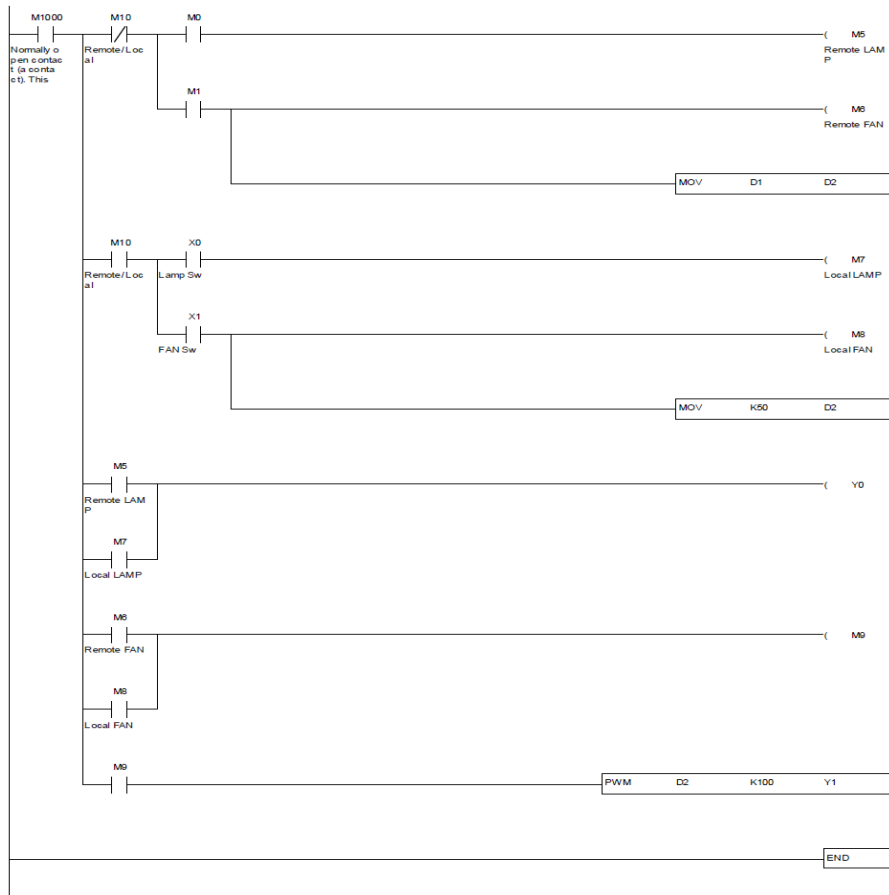 M1000 M10 M0 M5
Normally o
pen contac
t (a conta
ct). This
Remote/Loc
al
Remote LAM
P
M1 M6
Remote FAN
MOV D1 D2
M10 X0 M7
Remote/Loc
al
Lamp Sw
Local LAMP
X1 M8
FAN Sw
Local FAN
MOV K50 D2
M5 Y0
Remote LAM
P
M7
Local LAMP
M6 M9
Remote FAN
M8
Local FAN
M9
PWM D2 K100 Y1
END